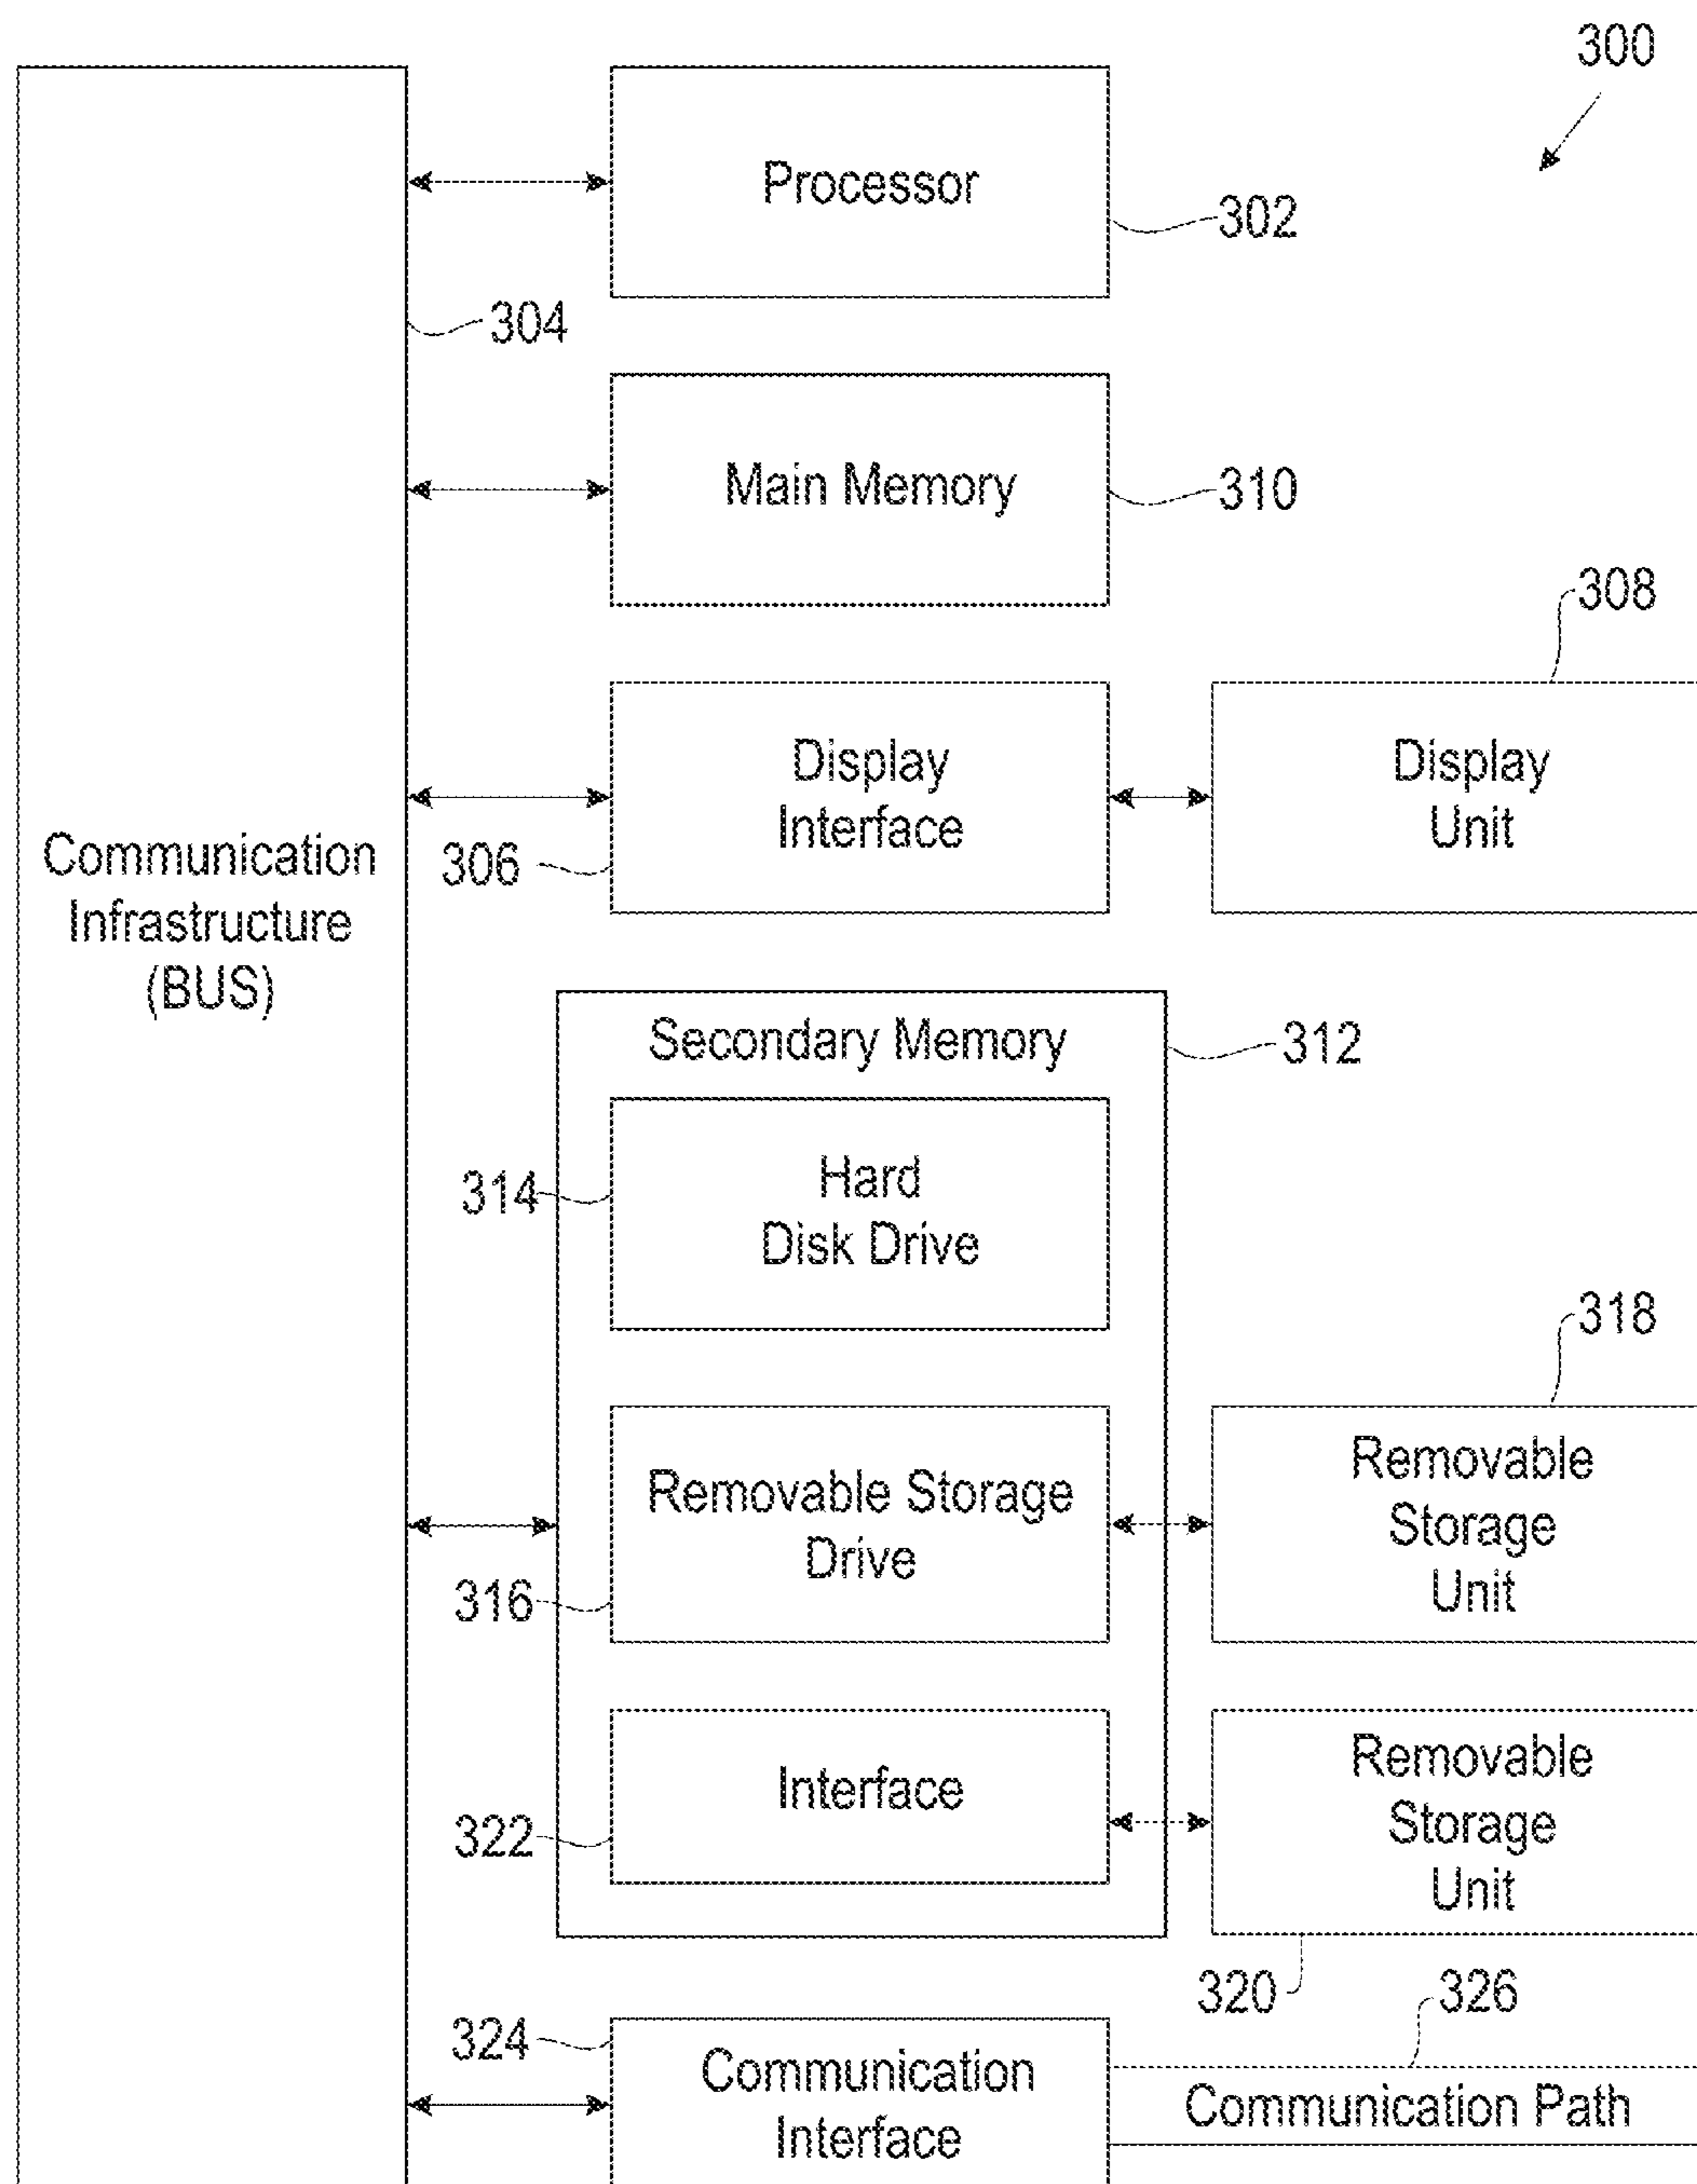 300
Processor
302
304
Main Memory
310
308
Display
Interface
Display
Unit
306
Communication
Infrastructure
(BUS)
Secondary Memory
312
314
Hard
Disk Drive
318
Removable Storage
Drive
316
Removable
Storage
Unit
Interface
322
Removable
Storage
Unit
320
326
324
Communication
Interface
Communication Path